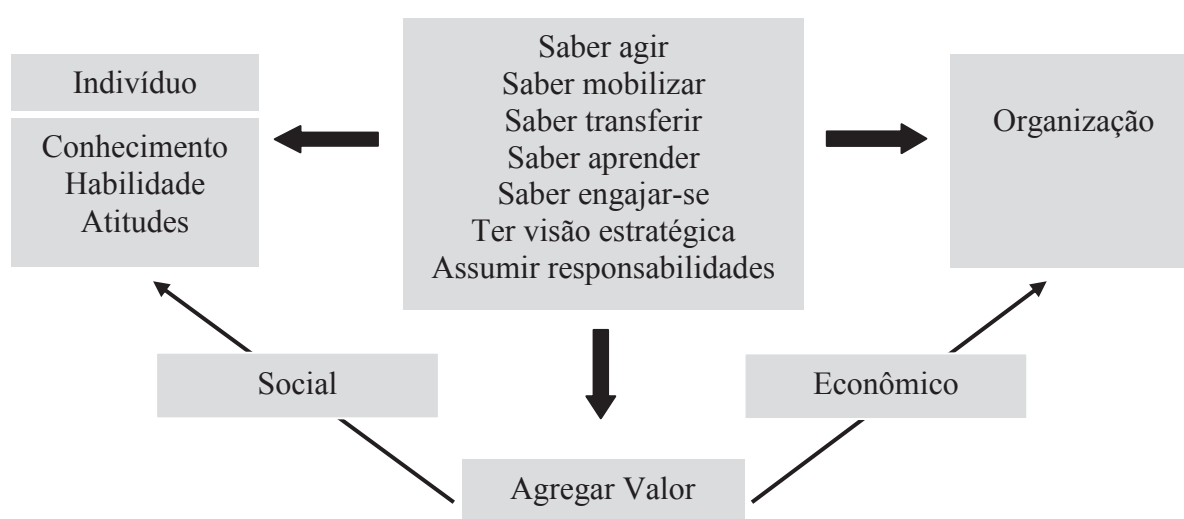 Indivíduo
Conhecimento
Habilidade
Atitudes
Saber agir
Saber mobilizar
Saber transferir
Saber aprender
Saber engajar-se
Ter visão estratégica
Assumir responsabilidades
Organização
Social
Econômico
Agregar Valor